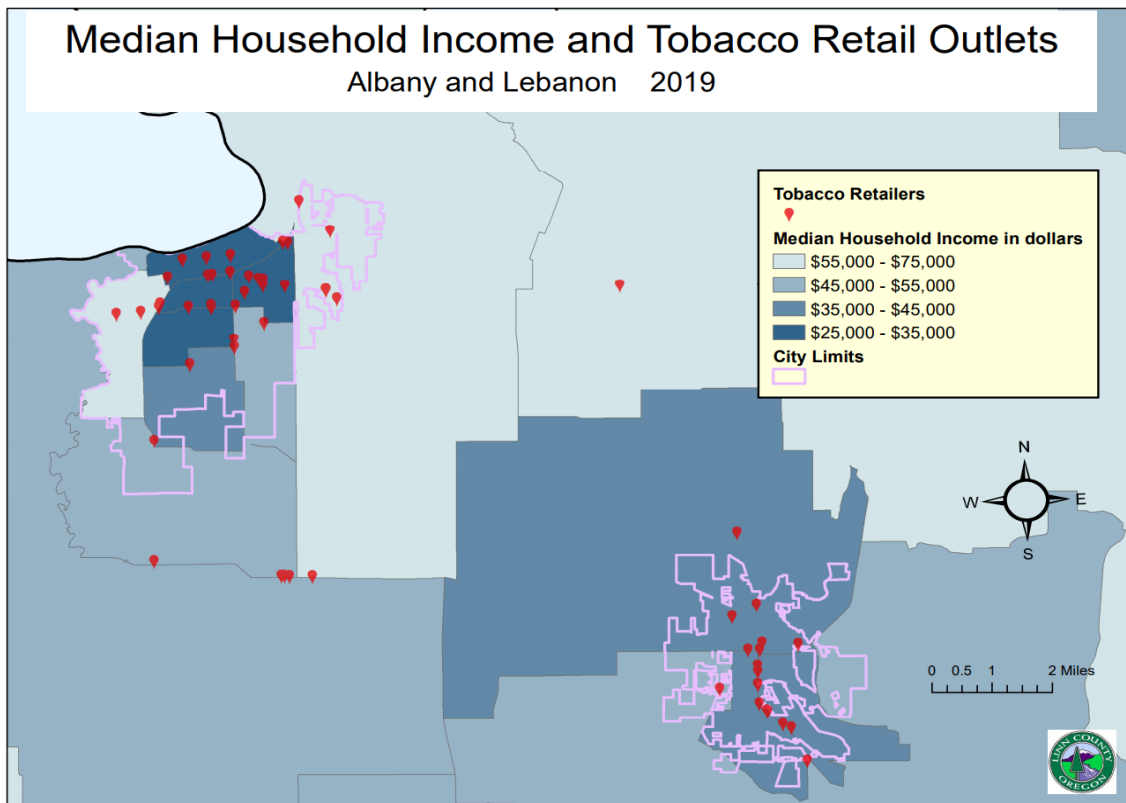 Median Household Income and Tobacco Retail Outlets
Albany and Lebanon 2019
Tobacco Retailers
Median Household Income in dollars
$55,000 - $75,000
$45,000 - $55,000
$35,000 - $45,000
$25,000 - $35,000
City Limits
N
W E
S
0 0.5 1 2 Miles
LINN COUNTY
OREGON